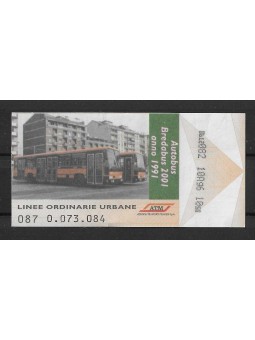 Autobus
Bredabus 2001
anno 1991
LINEE ORDINARIE URBANE
087 0.073.084
ATM